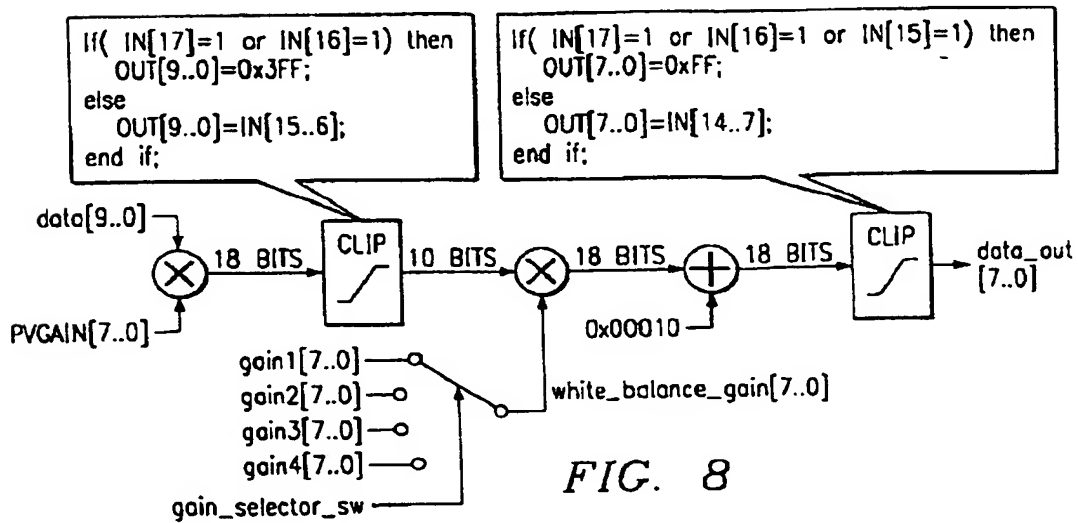 If( IN[17]=1 or IN[16]=1) then
OUT[9..0]=0x3FF;
else
OUT[9..0]=IN[15..6];
end if;
If( IN[17]=1 or IN[16]=1 or IN[15]=1) then
OUT[7..0]=0xFF;
else
OUT[7..0]=IN[14..7];
end if;
data[9..0]
18 BITS
CLIP
10 BITS
18 BITS
18 BITS
CLIP
data_out
[7..0]
PVGAIN[7..0]
0x00010
gain1[7..0]
gain2[7..0]
gain3[7..0]
gain4[7..0]
white_balance_gain[7..0]
gain_selector_sw
FIG. 8